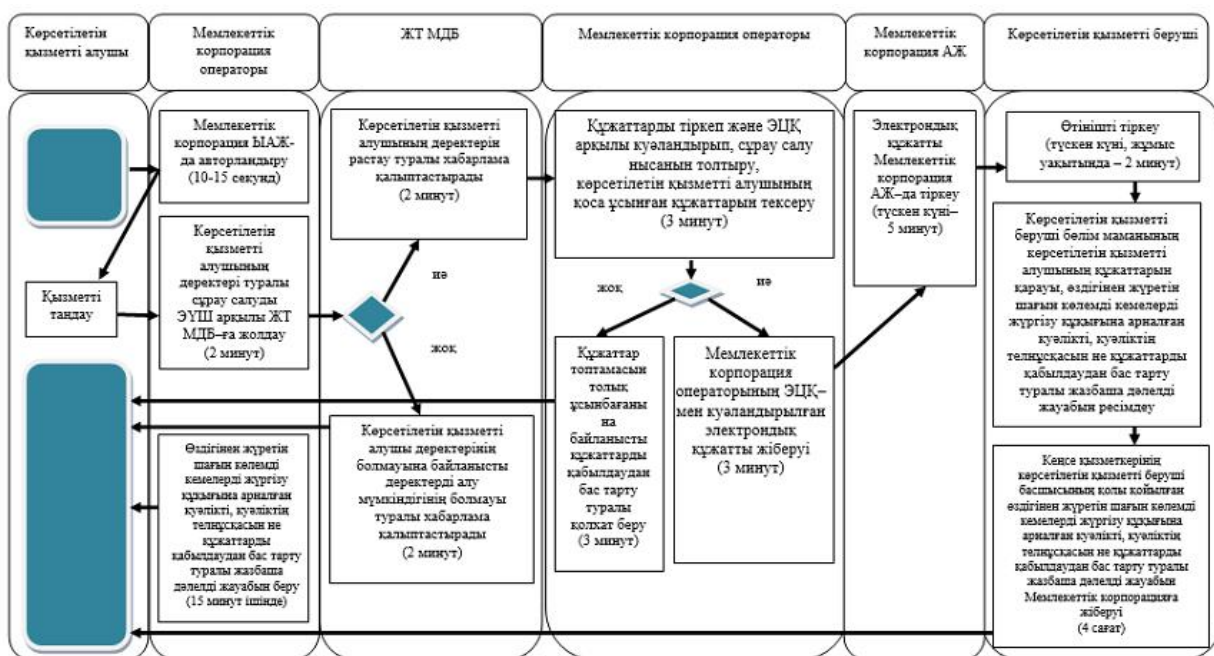 Көрсетілетін
қызметті алушы
Мемлекеттік
корпорация
операторы
ЖТ МДБ
Мемлекеттік корпорация операторы
Мемлекеттік
корпорация АЖ
Көрсетілетін қызметті беруші
Мемлекеттік
корпорация ЫАЖ-
да авторландыру
(10-15 секунд)
Көрсетілетін
қызметті
алушының
деректері туралы
сұрау салуды
ЭҮШ арқылы ЖТ
МДБ–ға жолдау
(2 минут)
Қызметті
таңдау
Өздігінен жүретін
шағын көлемді
кемелерді жүргізу
құқығына арналған
куәлікті, куәліктің
телнұсқасын не
құжаттарды
қабылдаудан бас тарту
туралы жазбаша
дәлелді жауабын беру
(15 минут ішінде)
Көрсетілетін қызметті
алушының деректерін
растау туралы хабарлама
қалыптастырады
(2 минут)
иә
жоқ
Көрсетілетін қызметті
алушы деректерінің
болмауына байланысты
деректерді алу
мүмкіндігінің болмауы
туралы хабарлама
қалыптастырады
(2 минут)
Құжаттарды тіркеп және ЭЦҚ
арқылы куәландырып, сұрау салу
нысанын толтыру,
көрсетілетін қызметті алушының
қоса ұсынған құжаттарын тексеру
(3 минут)
жоқ
иә
Құжаттар
топтамасын
толық
ұсынбағаны
на
байланысты
құжаттарды
қабылдаудан
бас тарту
туралы
қолхат беру
(3 минут)
Мемлекеттік
корпорация
операторының ЭЦҚ–
мен куәландырылған
электрондық
құжатты жіберуі
(3 минут)
Электрондық
құжатты
Мемлекеттік
корпорация
АЖ–да тіркеу
(түскен күні–
5 минут)
Өтінішті тіркеу
(түскен күні, жұмыс
уақытында – 2 минут)
Көрсетілетін қызметті
беруші бөлім маманының
көрсетілетін қызметті
алушының құжаттарын
қарауы, өздігінен жүретін
шағын көлемді кемелерді
жүргізу құқығына арналған
куәлікті, куәліктің
телнұсқасын не құжаттарды
қабылдаудан бас тарту
туралы жазбаша дәлелді
жауабын ресімдеу
Кеңсе қызметкерінің
көрсетілетін қызметті беруші
басшысының қолы қойылған
өздігінен жүретін шағын көлемді
кемелерді жүргізу құқығына
арналған куәлікті, куәліктің
телнұсқасын не құжаттарды
қабылдаудан бас тарту туралы
жазбаша дәлелді жауабын
Мемлекеттік корпорацияға
жіберуі
(4 сағат)